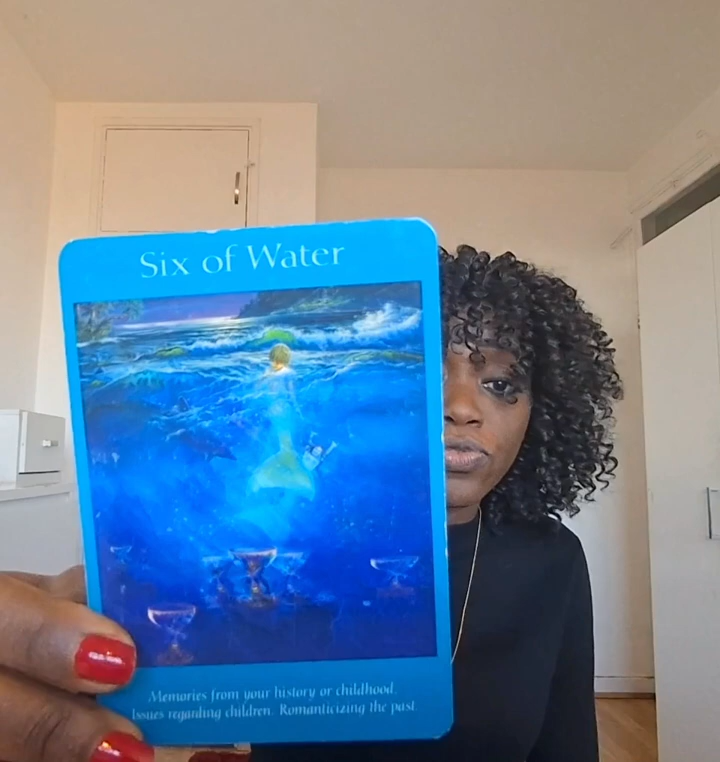 Six of Water
Memories from your history or childhood.
Issues regarding children. Romanticizing the past.